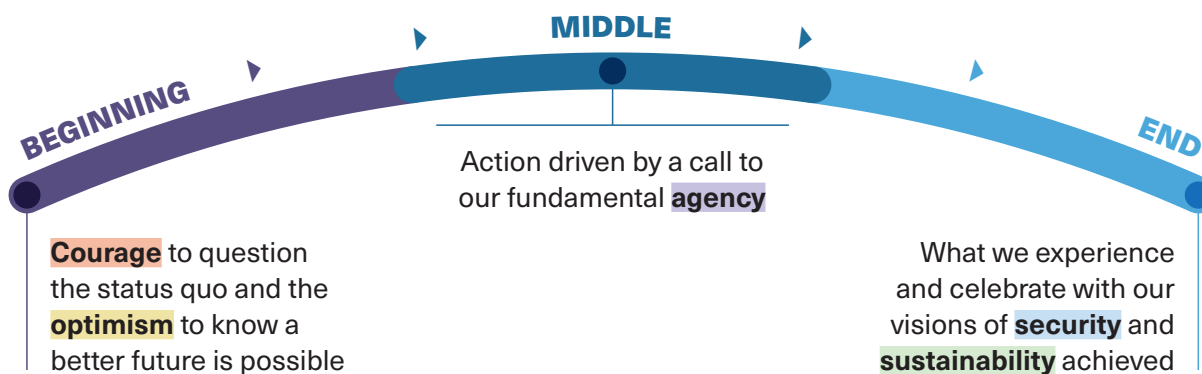 BEGINNING
MIDDLE
END
Courage to question
the status quo and the
optimism to know a
better future is possible
Action driven by a call to
our fundamental agency
What we experience
and celebrate with our
visions of security and
sustainability achieved